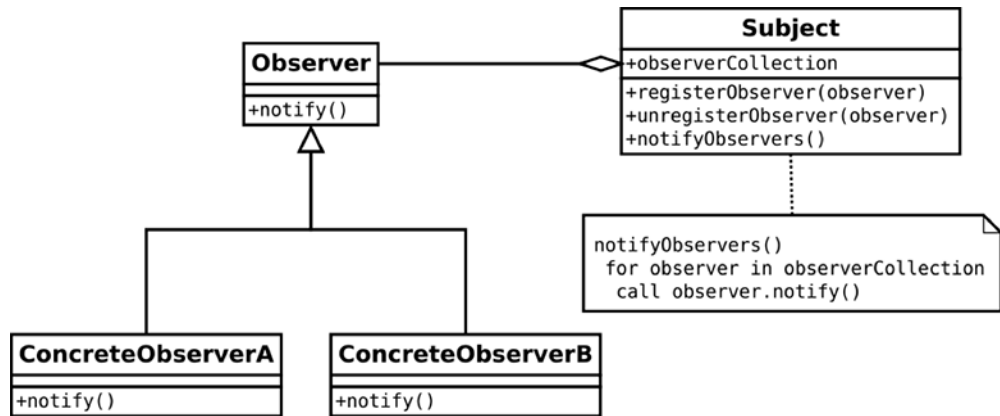 Observer
+notify()
Subject
+observerCollection
+registerObserver(observer)
+unregisterObserver(observer)
+notifyObservers()
notifyObservers()
for observer in observerCollection
call observer.notify()
ConcreteObserverA
+notify()
ConcreteObserverB
+notify()